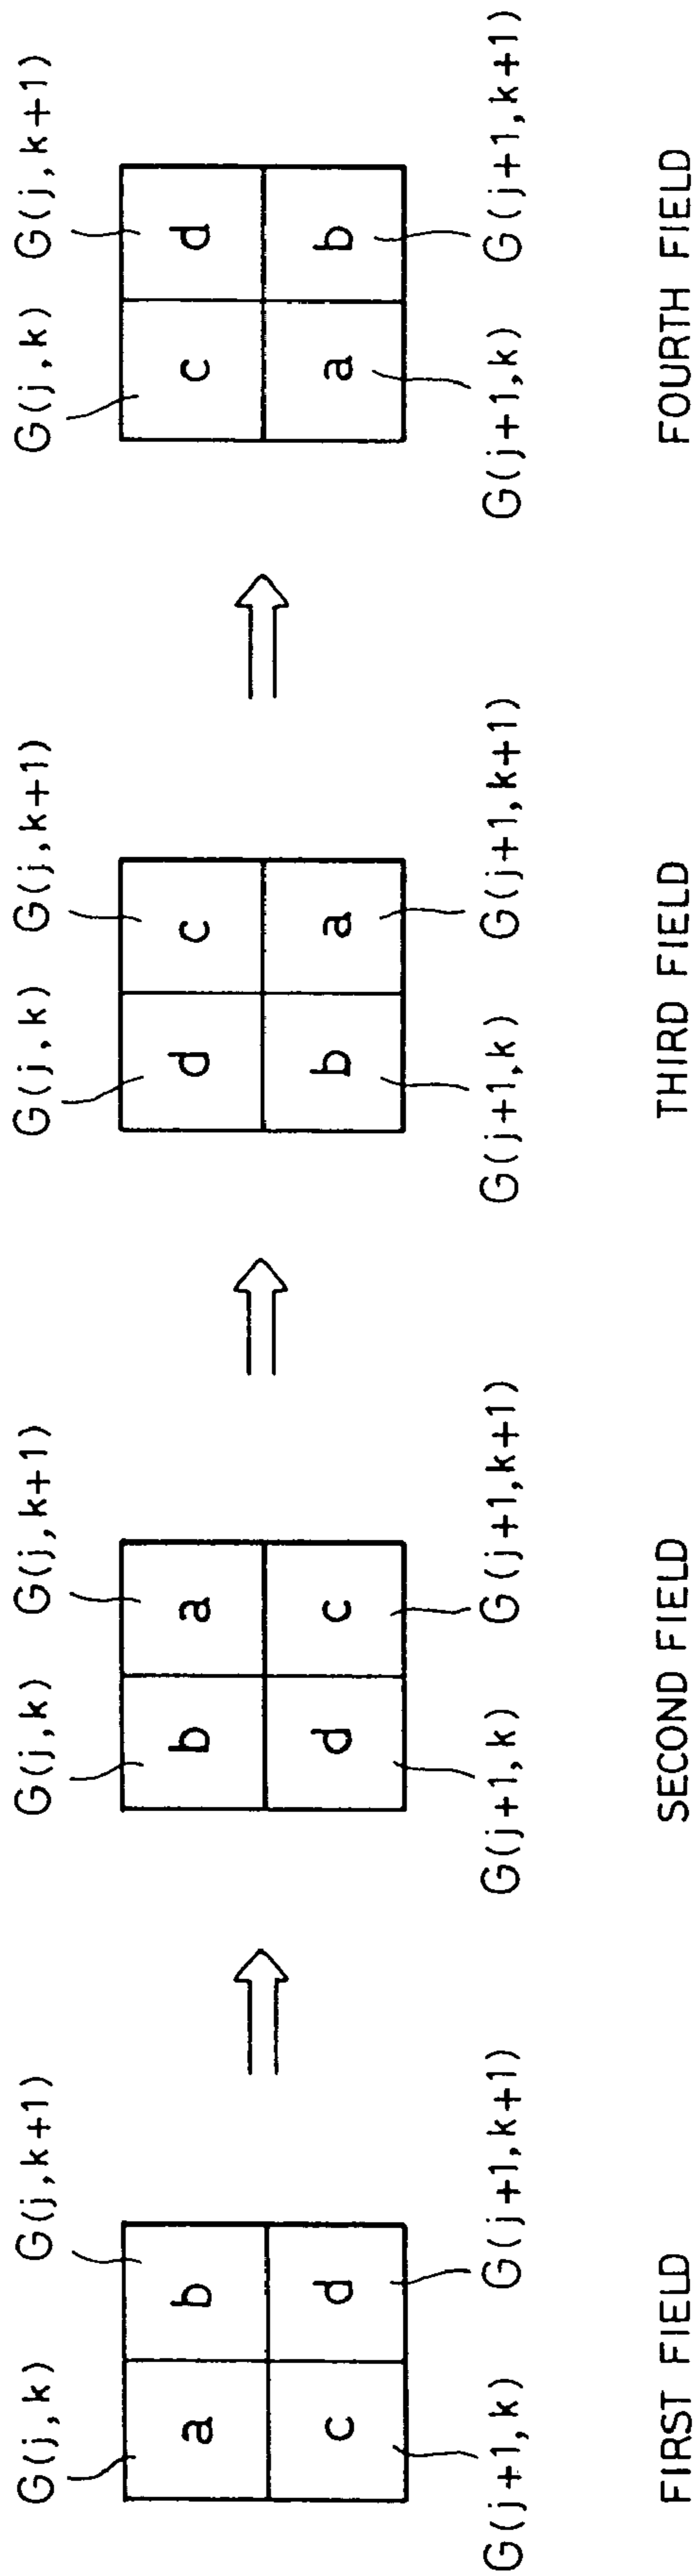 G(j,k) G(j,k+1)
a b
c d
G(j+1,k) G(j+1,k+1)
FIRST FIELD
G(j,k) G(j,k+1)
b a
d c
G(j+1,k) G(j+1,k+1)
SECOND FIELD
G(j,k) G(j,k+1)
d c
b a
G(j+1,k) G(j+1,k+1)
THIRD FIELD
G(j,k) G(j,k+1)
c d
a b
G(j+1,k) G(j+1,k+1)
FOURTH FIELD